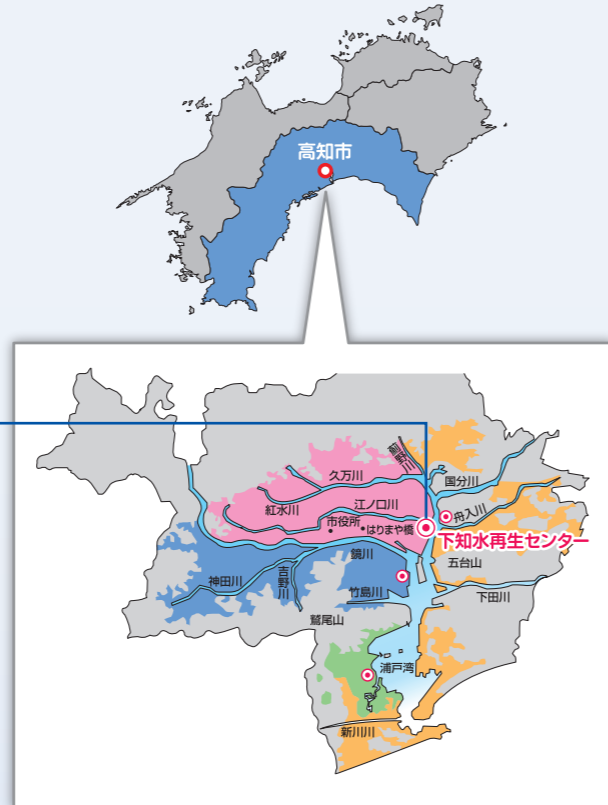 高知市
薊野川
久万川
国分川
紅水川
江ノ口川
舟入川
市役所
はりまや橋
下知水再生センター
鏡川
五台山
神田川
吉野川
竹島川
下田川
鷲尾山
浦戸湾
新川川